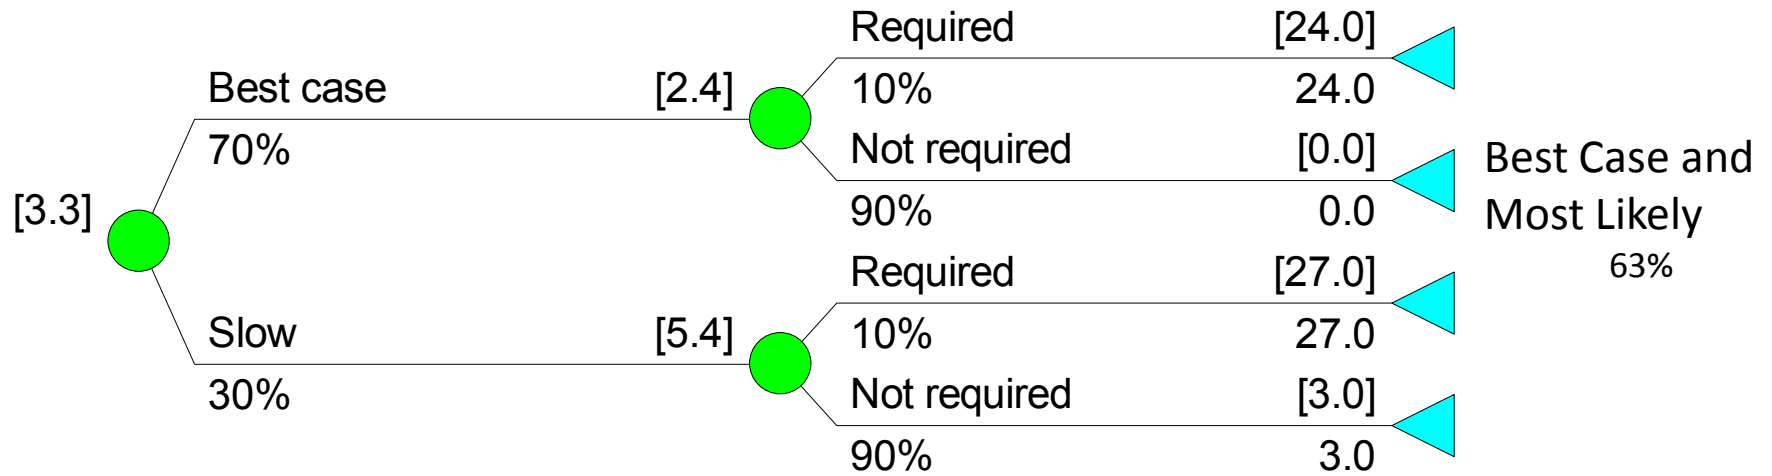 Required [24.0]
Best case [2.4] 10% 24.0
70% Not required [0.0] Best Case and
[3.3] 90% 0.0 Most Likely
Required [27.0] 63%
Slow [5.4] 10% 27.0
30% Not required [3.0]
90% 3.0